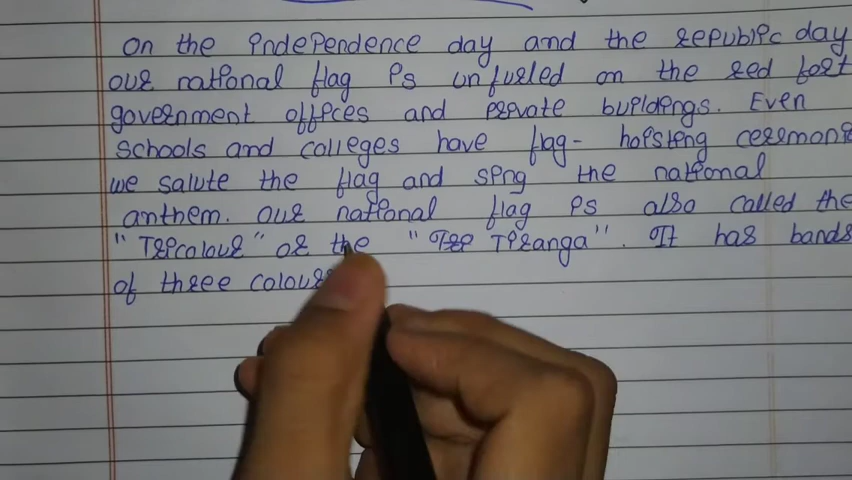 on the independence day and the republic day
our national flag is unfurled on the red fort
government offices and private buildings. Even
schools and colleges have flag- hoisting ceremon
we salute the flag and sing the national
anthem. our national flag is also called the
"Tricolour" or the " Tiranga". It has bands
of three colours